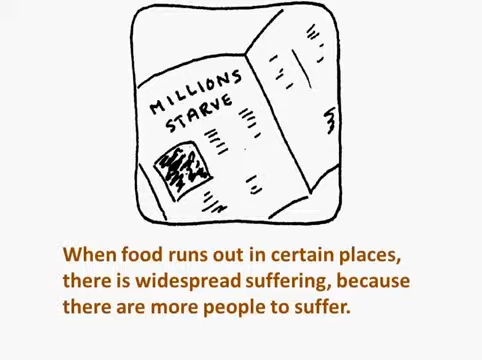 MILLIONS
STARVE
When food runs out in certain places,
there is widespread suffering, because
there are more people to suffer.